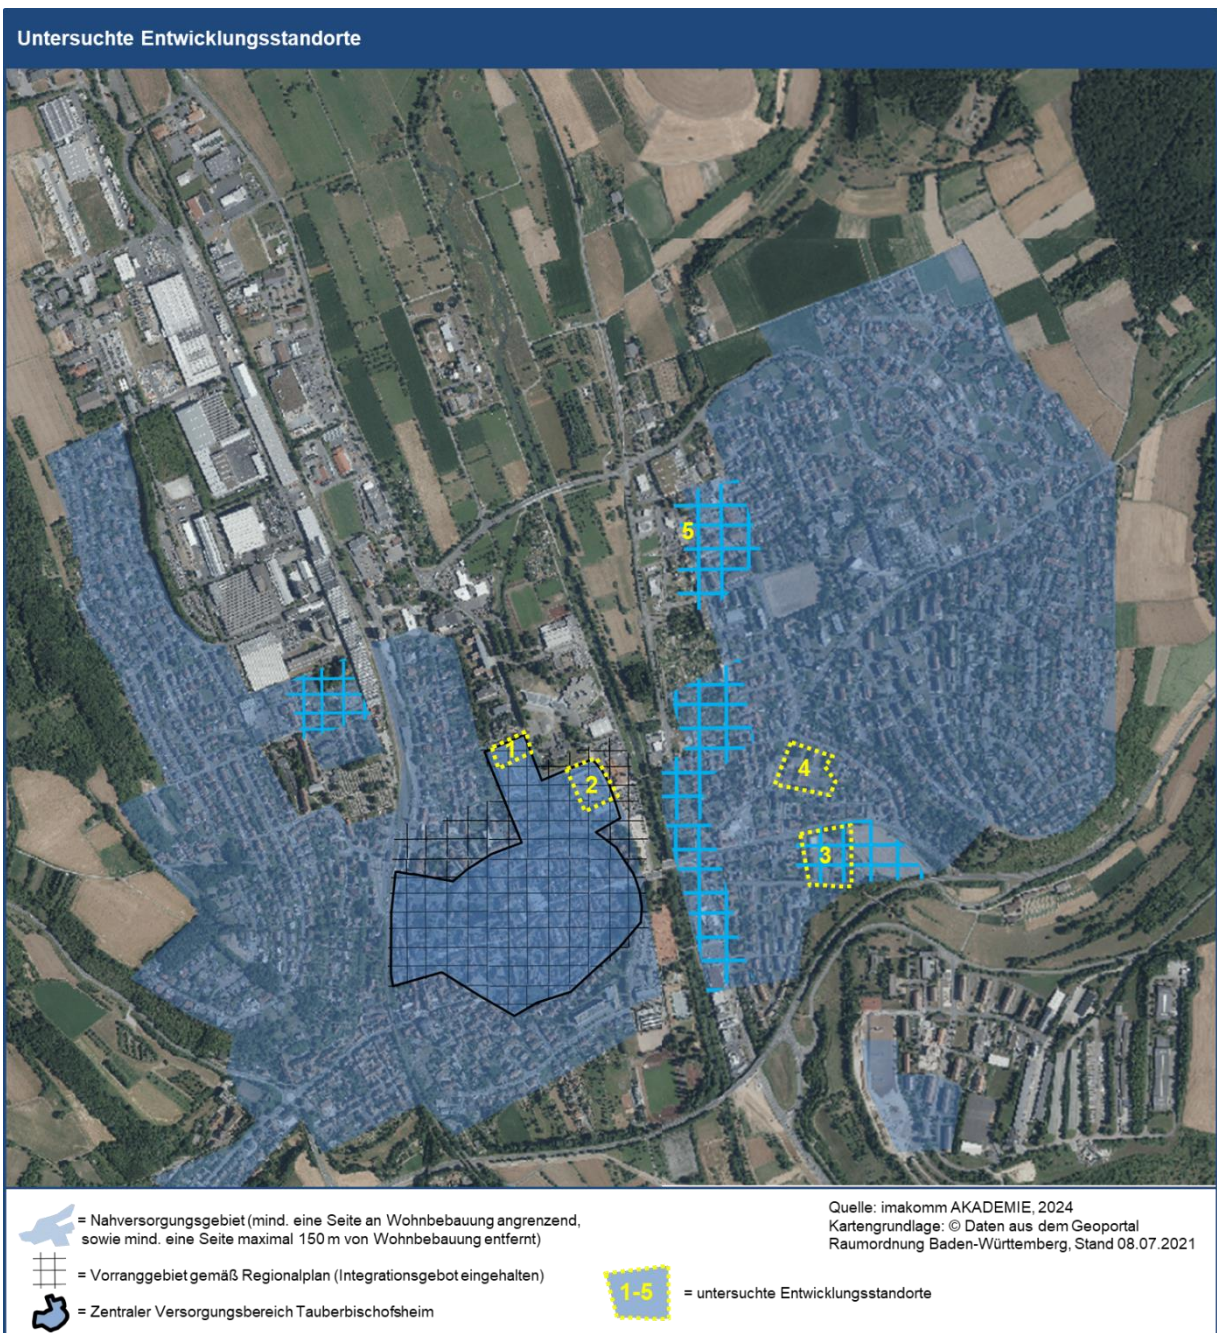 Untersuchte Entwicklungsstandorte
5
1
2
4
3
= Nahversorgungsgebiet (mind. eine Seite an Wohnbebauung angrenzend,
sowie mind. eine Seite maximal 150 m von Wohnbebauung entfernt)
= Vorranggebiet gemäß Regionalplan (Integrationsgebot eingehalten)
= Zentraler Versorgungsbereich Tauberbischofsheim
Quelle: imakomm AKADEMIE, 2024
Kartengrundlage: © Daten aus dem Geoportal
Raumordnung Baden-Württemberg, Stand 08.07.2021
1-5 = untersuchte Entwicklungsstandorte